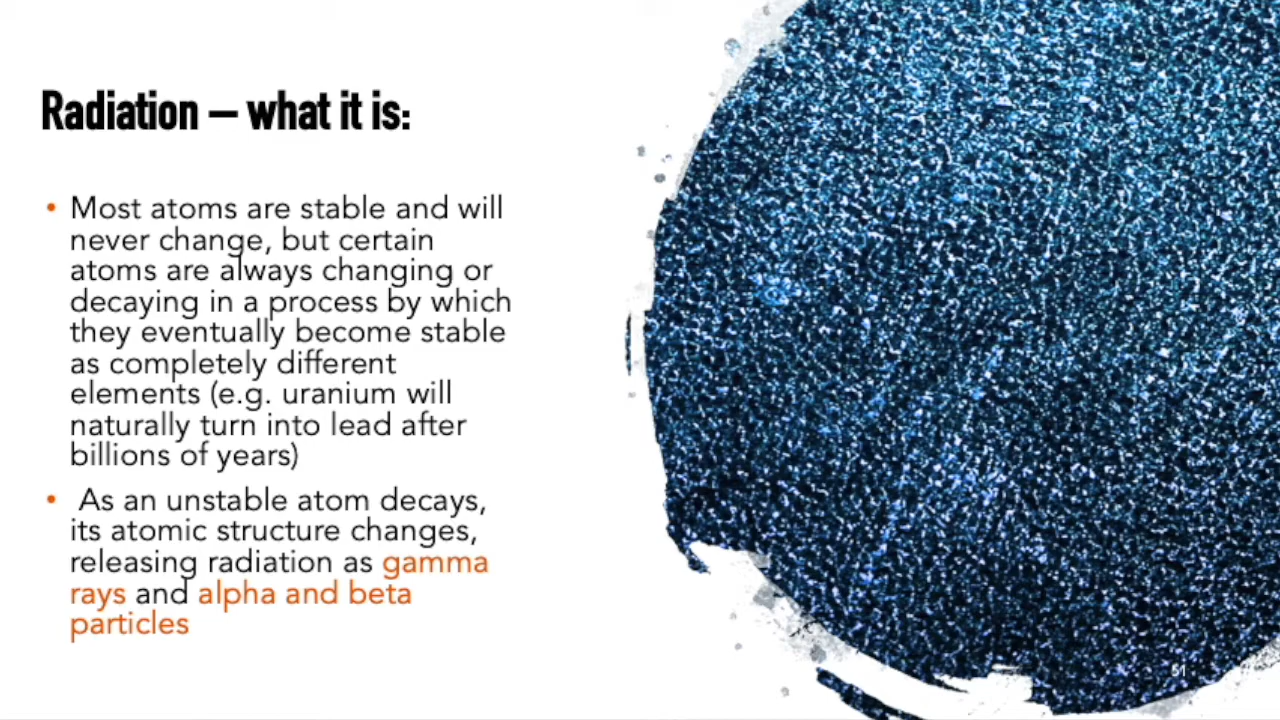 Radiation – what it is:
• Most atoms are stable and will
never change, but certain
atoms are always changing or
decaying in a process by which
they eventually become stable
as completely different
elements (e.g. uranium will
naturally turn into lead after
billions of years)
• As an unstable atom decays,
its atomic structure changes,
releasing radiation as gamma
rays and alpha and beta
particles
51